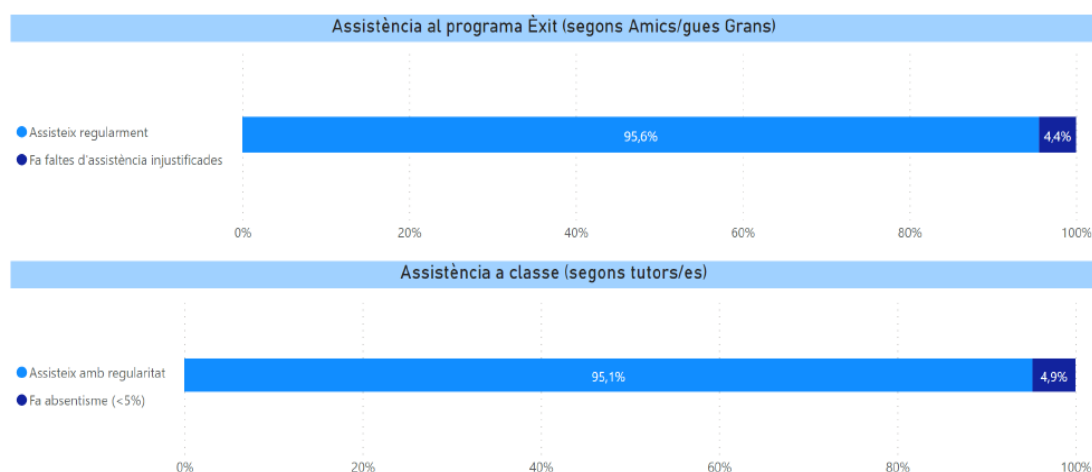 Assistència al programa Èxit (segons Amics/gues Grans)
Assisteix regularment
Fa faltes d'assistència injustificades
95,6%
4,4%
0%
20%
40%
60%
80%
100%
Assistència a classe (segons tutors/es)
Assisteix amb regularitat
Fa absentisme (<5%)
95,1%
4,9%
0%
20%
40%
60%
80%
100%